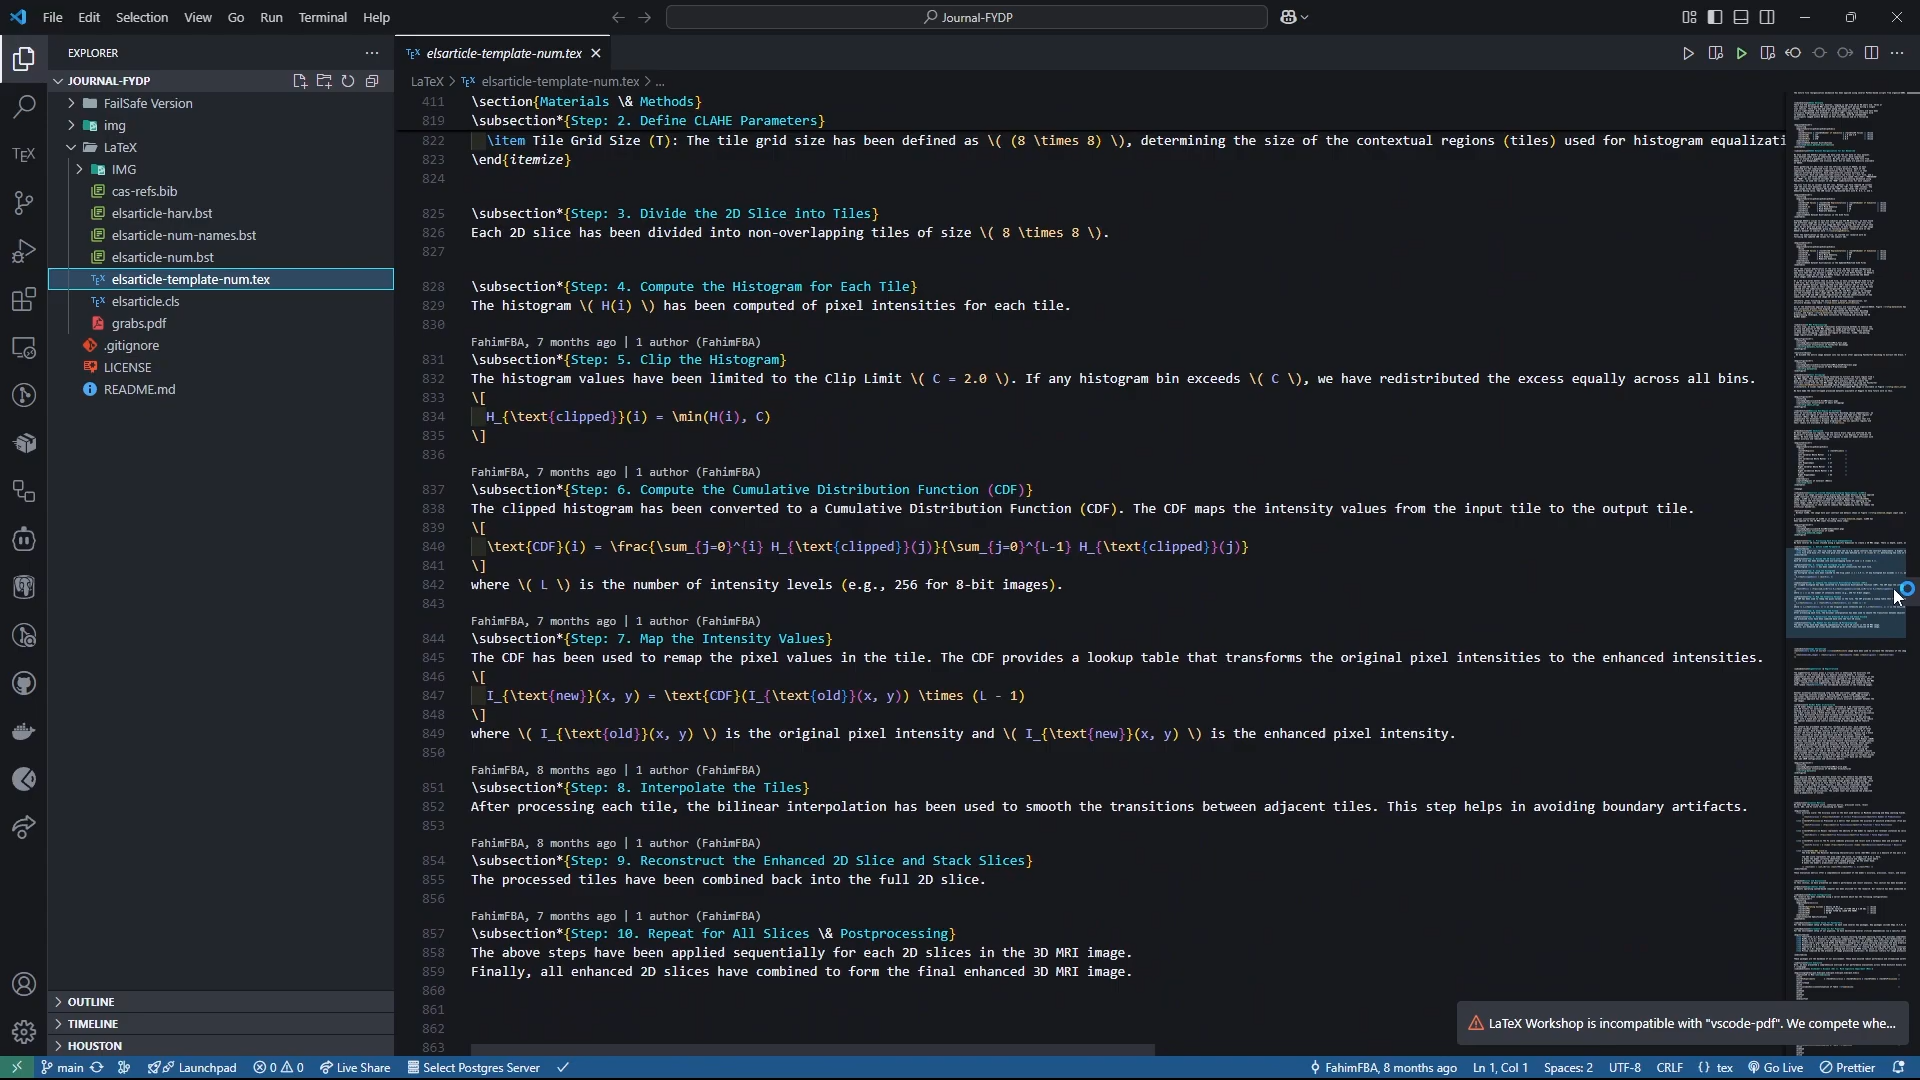 File Edit Selection View Go Run Terminal Help
Journal-FYDP
EXPLORER
JOURNAL-FYDP
FailSafe Version
img
LaTeX
IMG
cas-refs.bib
elsarticle-harv.bst
elsarticle-num-names.bst
elsarticle-num.bst
elsarticle-template-num.tex
elsarticle.cls
grabs.pdf
.gitignore
LICENSE
README.md
OUTLINE
TIMELINE
HOUSTON
elsarticle-template-num.tex
LaTeX > elsarticle-template-num.tex > ...
411 \section{Materials \& Methods}
819 \subsection*{Step: 2. Define CLAHE Parameters}
822 \item Tile Grid Size (T): The tile grid size has been defined as \( (8 \times 8) \), determining the size of the contextual regions (tiles) used for histogram equalizati
823 \end{itemize}
824
825 \subsection*{Step: 3. Divide the 2D Slice into Tiles}
826 Each 2D slice has been divided into non-overlapping tiles of size \( 8 \times 8 \).
827
828 \subsection*{Step: 4. Compute the Histogram for Each Tile}
829 The histogram \( H(i) \) has been computed of pixel intensities for each tile.
830
FahimFBA, 7 months ago | 1 author (FahimFBA)
831 \subsection*{Step: 5. Clip the Histogram}
832 The histogram values have been limited to the Clip Limit \( C = 2.0 \). If any histogram bin exceeds \( C \), we have redistributed the excess equally across all bins.
833 \[
834 H_{\text{clipped}}(i) = \min(H(i), C)
835 \]
836
FahimFBA, 7 months ago | 1 author (FahimFBA)
837 \subsection*{Step: 6. Compute the Cumulative Distribution Function (CDF)}
838 The clipped histogram has been converted to a Cumulative Distribution Function (CDF). The CDF maps the intensity values from the input tile to the output tile.
839 \[
840 \text{CDF}(i) = \frac{\sum_{j=0}^{i} H_{\text{clipped}}(j)}{\sum_{j=0}^{L-1} H_{\text{clipped}}(j)}
841 \]
842 where \( L \) is the number of intensity levels (e.g., 256 for 8-bit images).
843
FahimFBA, 7 months ago | 1 author (FahimFBA)
844 \subsection*{Step: 7. Map the Intensity Values}
845 The CDF has been used to remap the pixel values in the tile. The CDF provides a lookup table that transforms the original pixel intensities to the enhanced intensities.
846 \[
847 I_{\text{new}}(x, y) = \text{CDF}(I_{\text{old}}(x, y)) \times (L - 1)
848 \]
849 where \( I_{\text{old}}(x, y) \) is the original pixel intensity and \( I_{\text{new}}(x, y) \) is the enhanced pixel intensity.
850
FahimFBA, 8 months ago | 1 author (FahimFBA)
851 \subsection*{Step: 8. Interpolate the Tiles}
852 After processing each tile, the bilinear interpolation has been used to smooth the transitions between adjacent tiles. This step helps in avoiding boundary artifacts.
853
FahimFBA, 8 months ago | 1 author (FahimFBA)
854 \subsection*{Step: 9. Reconstruct the Enhanced 2D Slice and Stack Slices}
855 The processed tiles have been combined back into the full 2D slice.
856
FahimFBA, 7 months ago | 1 author (FahimFBA)
857 \subsection*{Step: 10. Repeat for All Slices \& Postprocessing}
858 The above steps have been applied sequentially for each 2D slices in the 3D MRI image.
859 Finally, all enhanced 2D slices have combined to form the final enhanced 3D MRI image.
860
861
862
863
LaTeX Workshop is incompatible with "vscode-pdf". We compete whe...
main Launchpad 0 0 Live Share Select Postgres Server FahimFBA, 8 months ago Ln 1, Col 1 Spaces: 2 UTF-8 CRLF {} tex Go Live Prettier